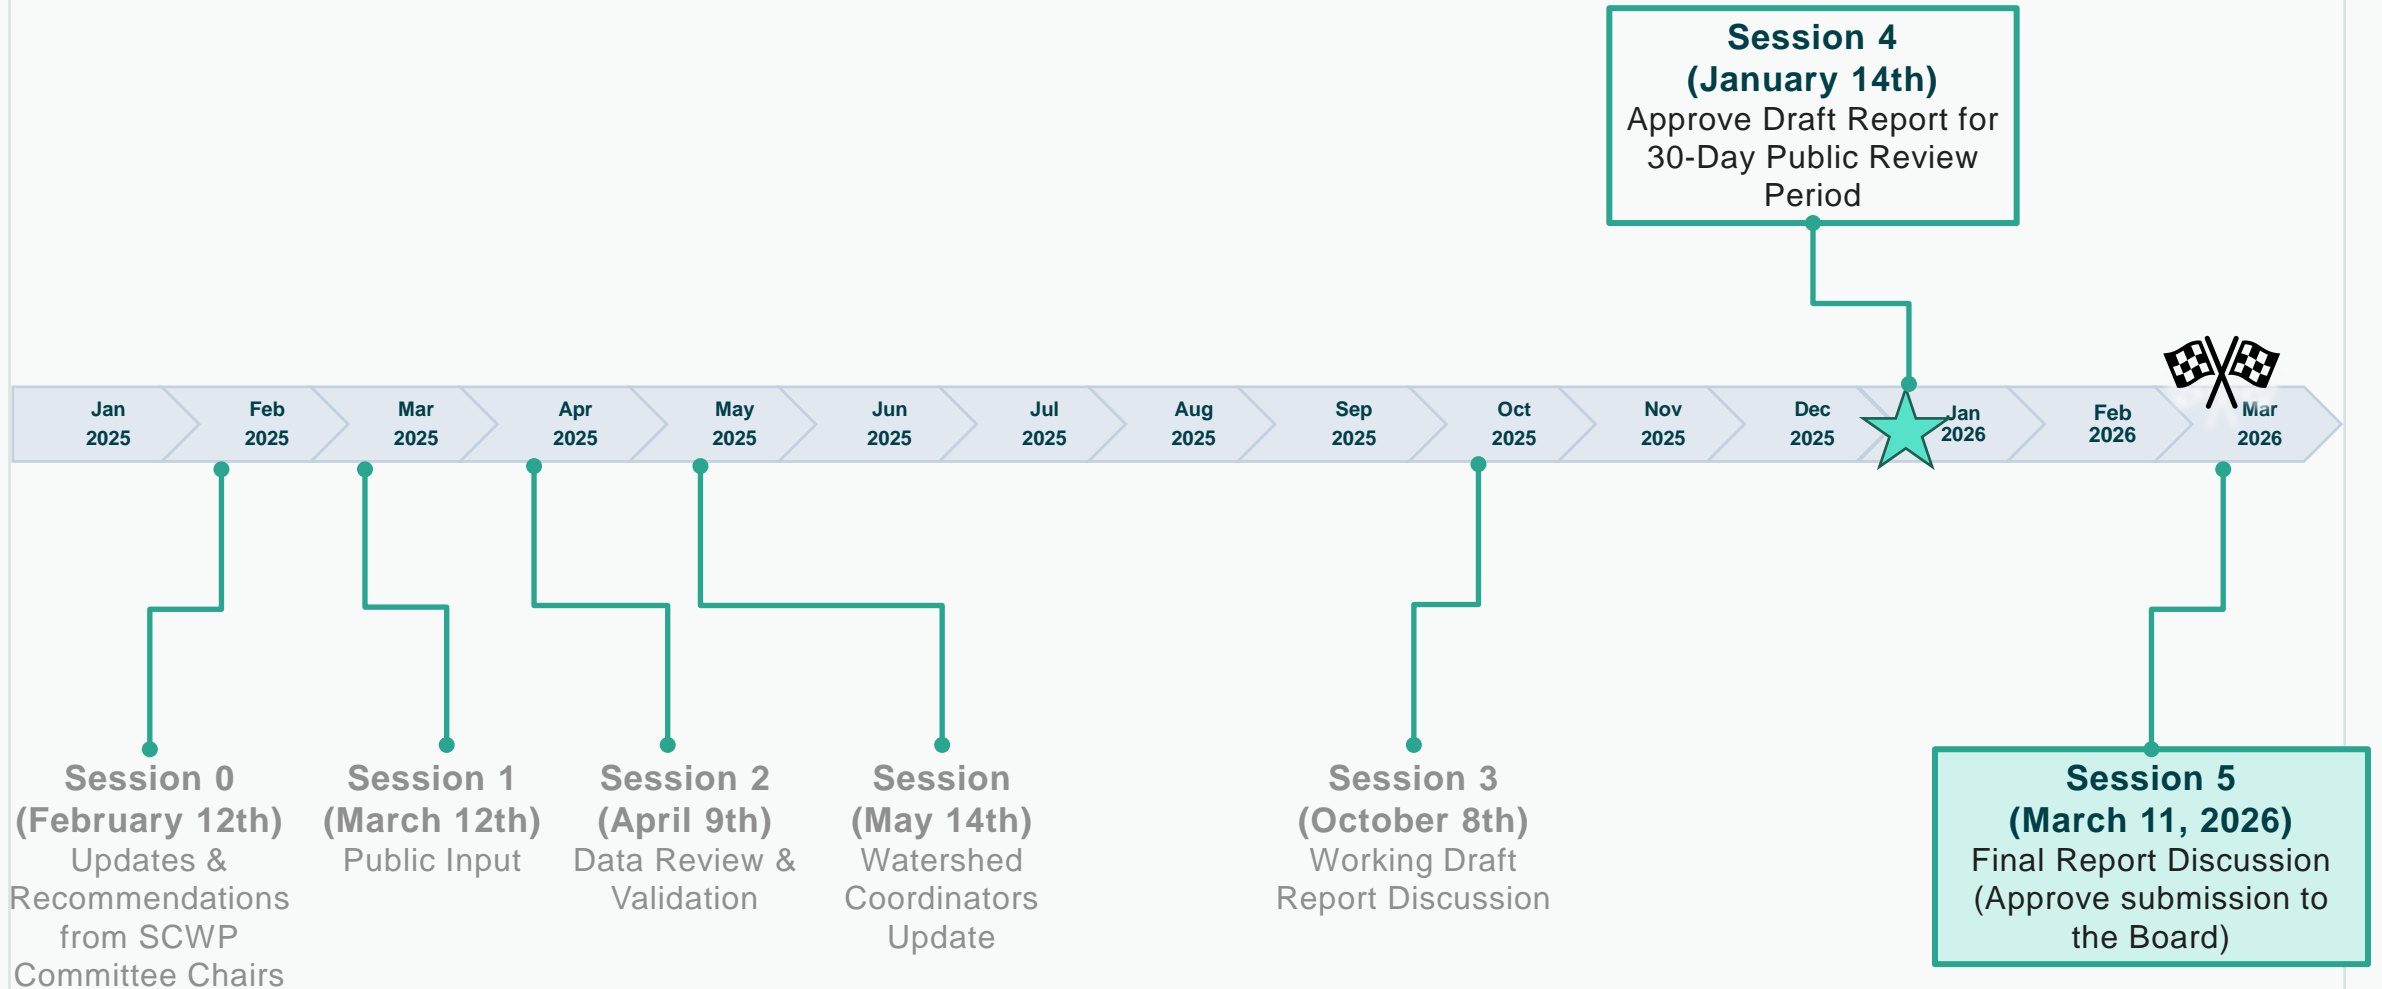 Session 4
(January 14th)
Approve Draft Report for
30-Day Public Review
Period
Jan
2025
Feb
2025
Mar
2025
Apr
2025
May
2025
Jun
2025
Jul
2025
Aug
2025
Sep
2025
Oct
2025
Nov
2025
Dec
2025
Jan
2026
Feb
2026
Mar
2026
Session 0
(February 12th)
Updates &
Recommendations
from SCWP
Committee Chairs
Session 1
(March 12th)
Public Input
Session 2
(April 9th)
Data Review &
Validation
Session
(May 14th)
Watershed
Coordinators
Update
Session 3
(October 8th)
Working Draft
Report Discussion
Session 5
(March 11, 2026)
Final Report Discussion
(Approve submission to
the Board)